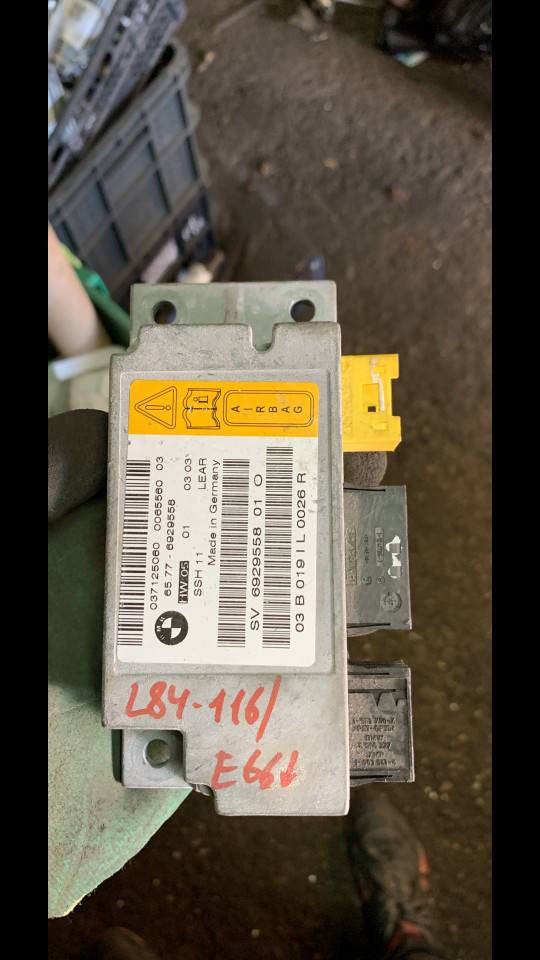 AIRBAG
037125060 0065560 03
65.77 - 6929558
HW 05 01 03 03
SSH 11 LEAR
Made in Germany
SV 6929558 01 O
03 B 019 I L 0026 R
L84-116/
E66